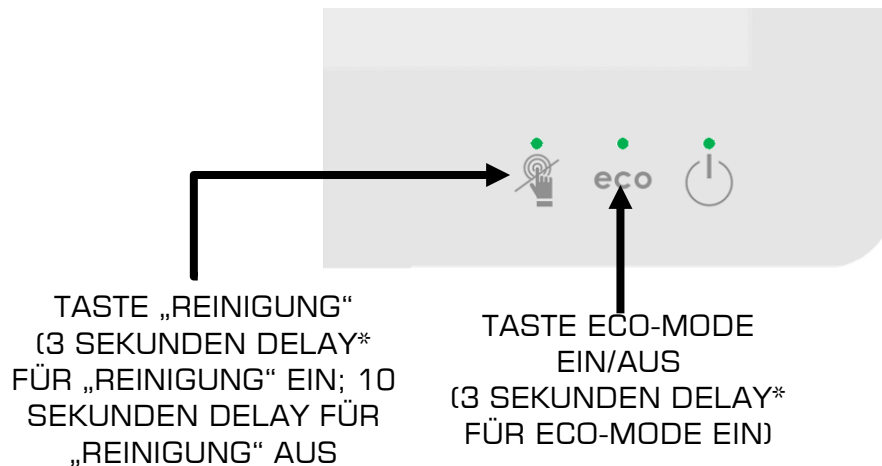 eco
TASTE „REINIGUNG“
(3 SEKUNDEN DELAY*
FÜR „REINIGUNG“ EIN; 10
SEKUNDEN DELAY FÜR
„REINIGUNG“ AUS
TASTE ECO-MODE
EIN/AUS
(3 SEKUNDEN DELAY*
FÜR ECO-MODE EIN)